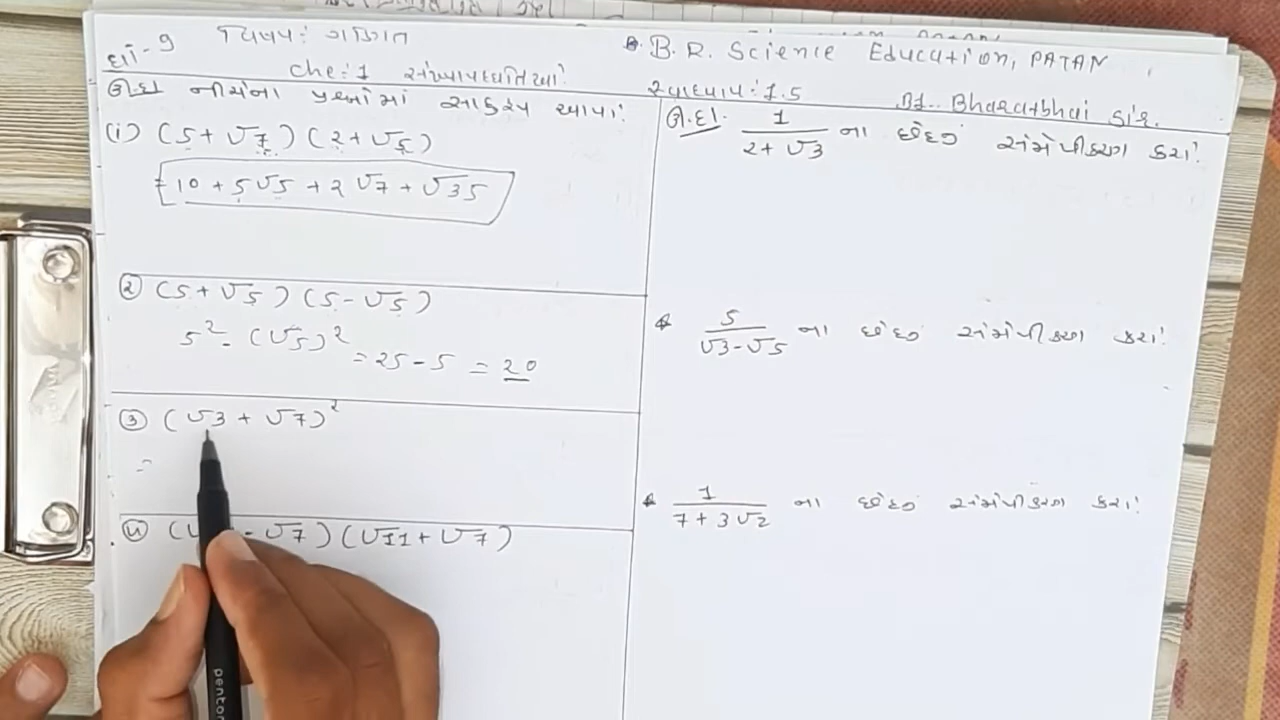 ધો-9 વિષય: ગણિત
B. R. Science Education, PATAN
che: 1 સંખ્યાપધ્ધતિઓ. સ્વાધ્યાય: 1.5 By. Bharatbhai Sir.
ઉ.દા નીચેના પ્રશ્નોમાં સાદુરૂપ આપો:
(i) (5+√7)(2+√5)
=10+5√5+2√7+√35
② (5+√5)(5-√5)
5² - (√5)²
= 25-5 = 20
③ (√3 + √7)²
=
- √7)(√11+√7)
ઉ.દા. 1/(2+√3) ના છેદનું સંમેયીકરણ કરો.
5/(√3-√5) ના છેદનું સંમેયીકરણ કરો.
1/(7+3√2) ના છેદનું સંમેયીકરણ કરો.